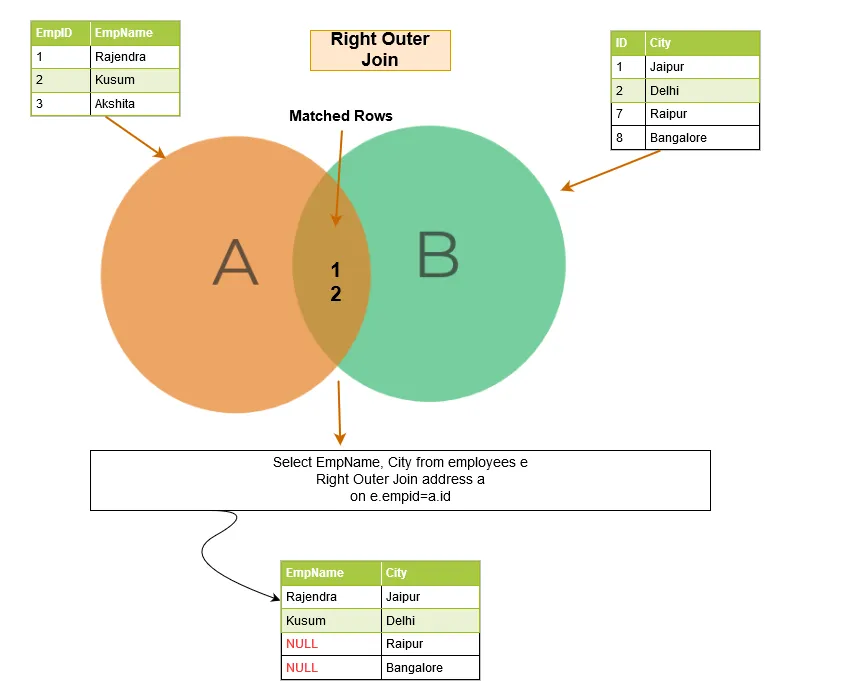 EmpID EmpName
1 Rajendra
2 Kusum
3 Akshita
Right Outer
Join
ID City
1 Jaipur
2 Delhi
7 Raipur
8 Bangalore
Matched Rows
A
B
1
2
Select EmpName, City from employees e
Right Outer Join address a
on e.empid=a.id
EmpName City
Rajendra Jaipur
Kusum Delhi
NULL Raipur
NULL Bangalore